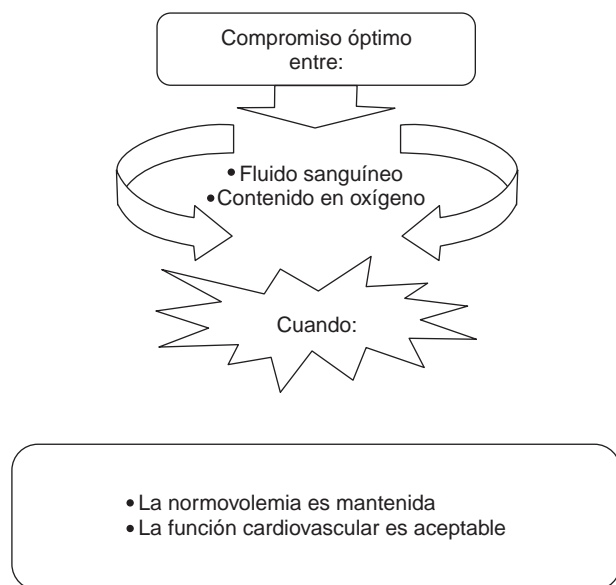 Compromiso óptimo
entre:
• Fluido sanguíneo
• Contenido en oxígeno
Cuando:
• La normovolemia es mantenida
• La función cardiovascular es aceptable